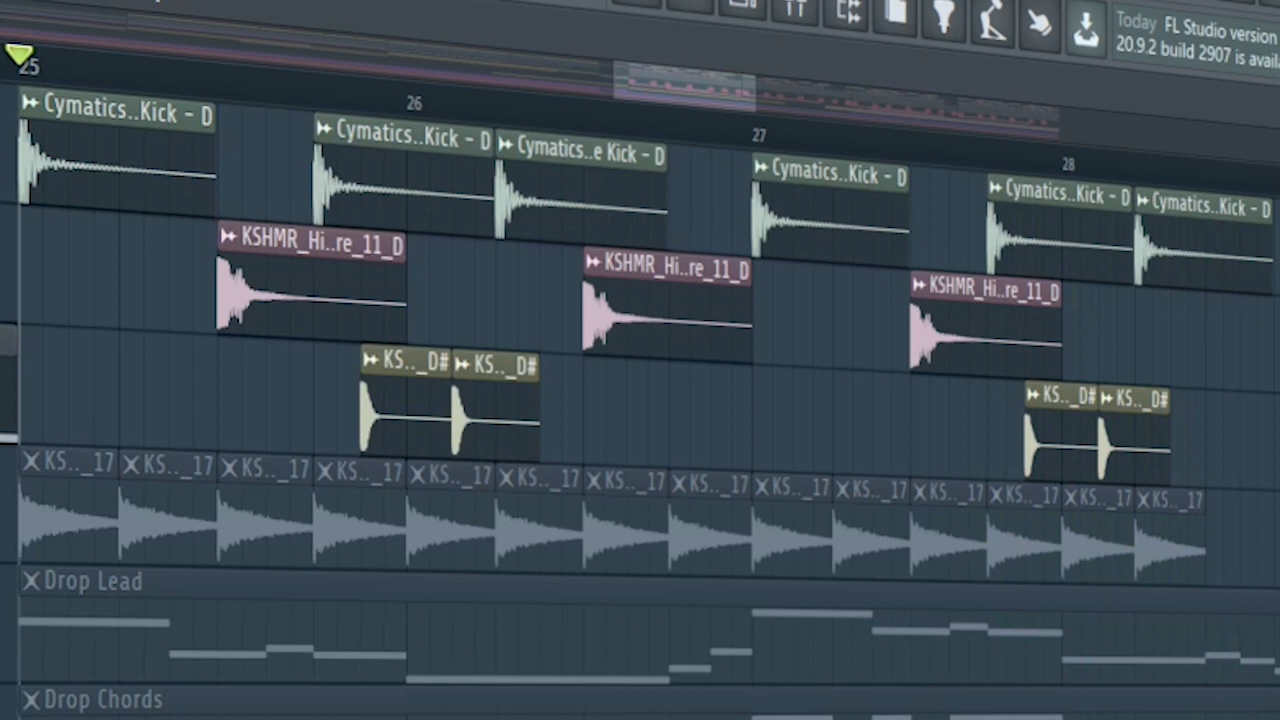 Today FL Studio version
20.9.2 build 2907 is avail
25
26
27
28
Cymatics..Kick - D
Cymatics..Kick - D
Cymatics..e Kick - D
Cymatics..Kick - D
Cymatics..Kick - D
Cymatics..Kick - D
KSHMR_Hi..re_11_D
KSHMR_Hi..re_11_D
KSHMR_Hi..re_11_D
KS.._D#
KS.._D#
KS.._D#
KS.._D#
KS.._17
KS.._17
KS.._17
KS.._17
KS.._17
KS.._17
KS.._17
KS.._17
KS.._17
KS.._17
KS.._17
KS.._17
KS.._17
KS.._17
Drop Lead
Drop Chords